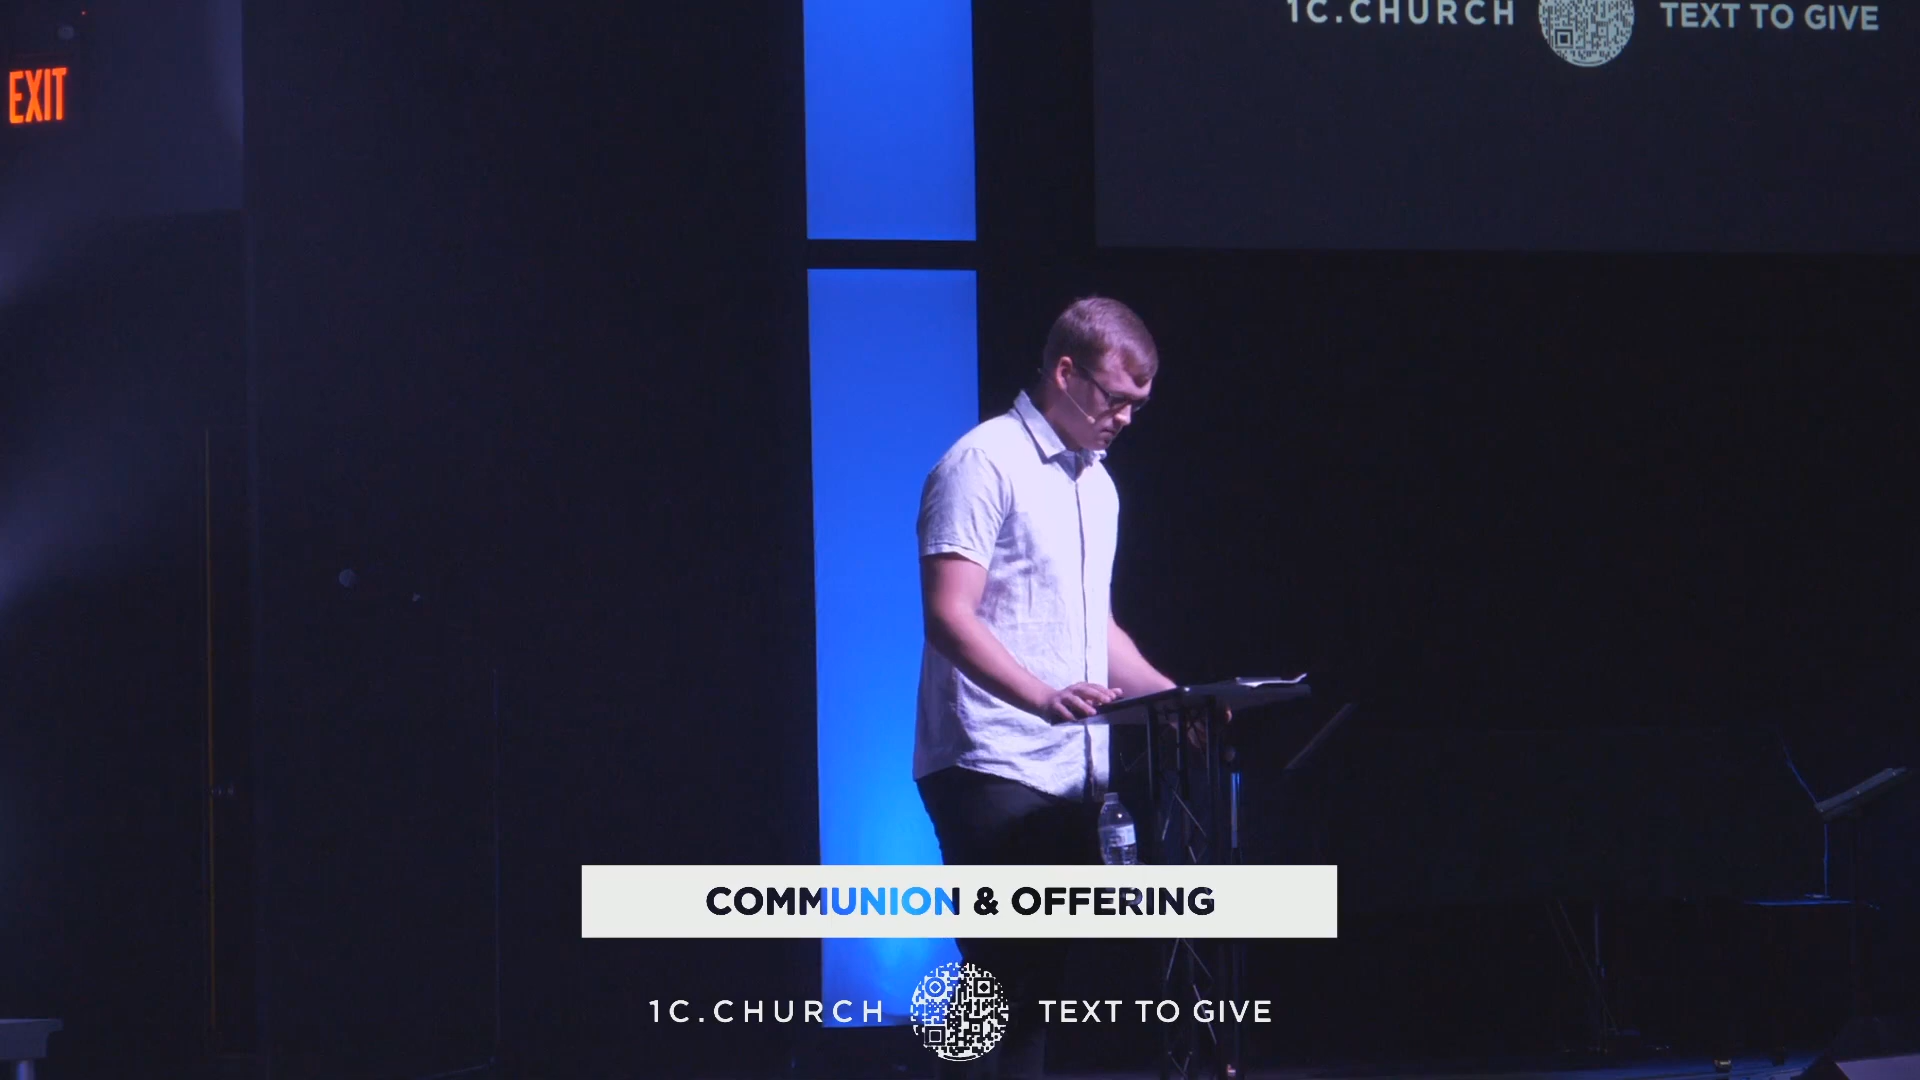 1C.CHURCH TEXT TO GIVE
EXIT
COMMUNION & OFFERING
1C.CHURCH TEXT TO GIVE